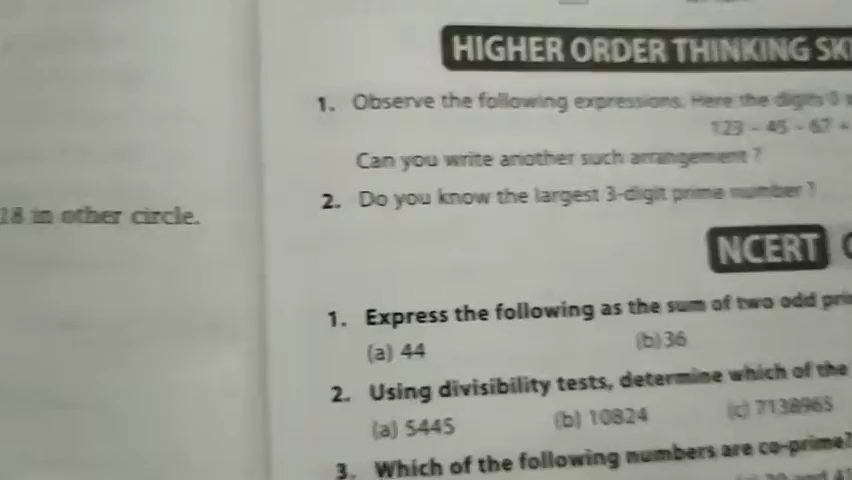 HIGHER ORDER THINKING
1. Observe the following expressions. Here the digits
123 - 45 - 67 +
Can you write another such arrangement ?
18 in other circle.
2. Do you know the largest 3-digit prime number ?
NCERT
1. Express the following as the sum of two odd
(a) 44 (b) 36
2. Using divisibility tests, determine which of the
(a) 5445 (b) 10824 (c) 7138965
3. Which of the following numbers are co-prime?